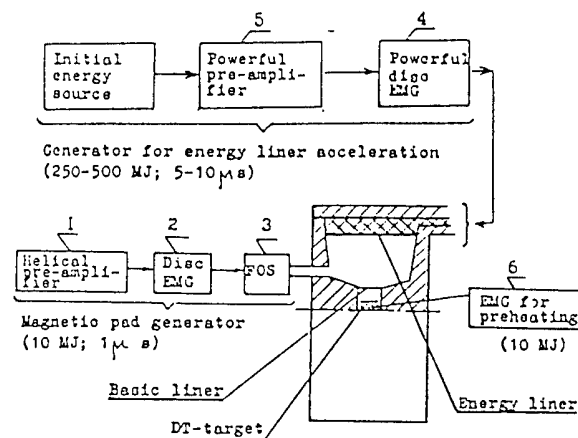 5
4
Initial
energy
source
Powerful
pre-ampli-
fier
Powerful
disc
EMG
Generator for energy liner acceleration
(250-500 MJ; 5-10 μs)
1
2
3
Helical
pre-ampli-
fier
Disc
EMG
FOS
6
EMG for
preheating
(10 MJ)
Magnetic pad generator
(10 MJ; 1 μ s)
Basic liner
Energy liner
DT-target